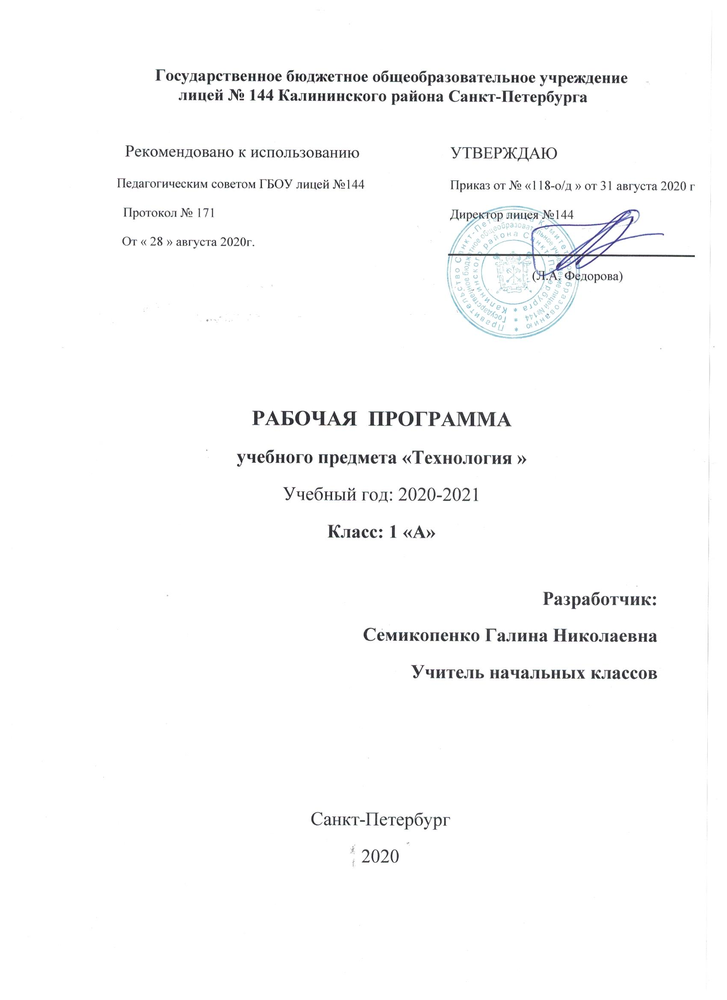 Государственное бюджетное общеобразовательное учреждение
лицей № 144 Калининского района Санкт-Петербурга
Рекомендовано к использованию
Педагогическим советом ГБОУ лицей №144
Протокол № 171
От « 28 » августа 2020г.
УТВЕРЖДАЮ
Приказ от № «118-о/д » от 31 августа 2020 г
Директор лицея №144
(Л.А. Федорова)
Правительство Санкт-Петербурга Комитет по образованию
Государственное бюджетное общеобразовательное учреждение лицей №144
Калининского района Санкт-Петербурга
РАБОЧАЯ ПРОГРАММА
учебного предмета «Технология »
Учебный год: 2020-2021
Класс: 1 «А»
Разработчик:
Семикопенко Галина Николаевна
Учитель начальных классов
Санкт-Петербург
2020